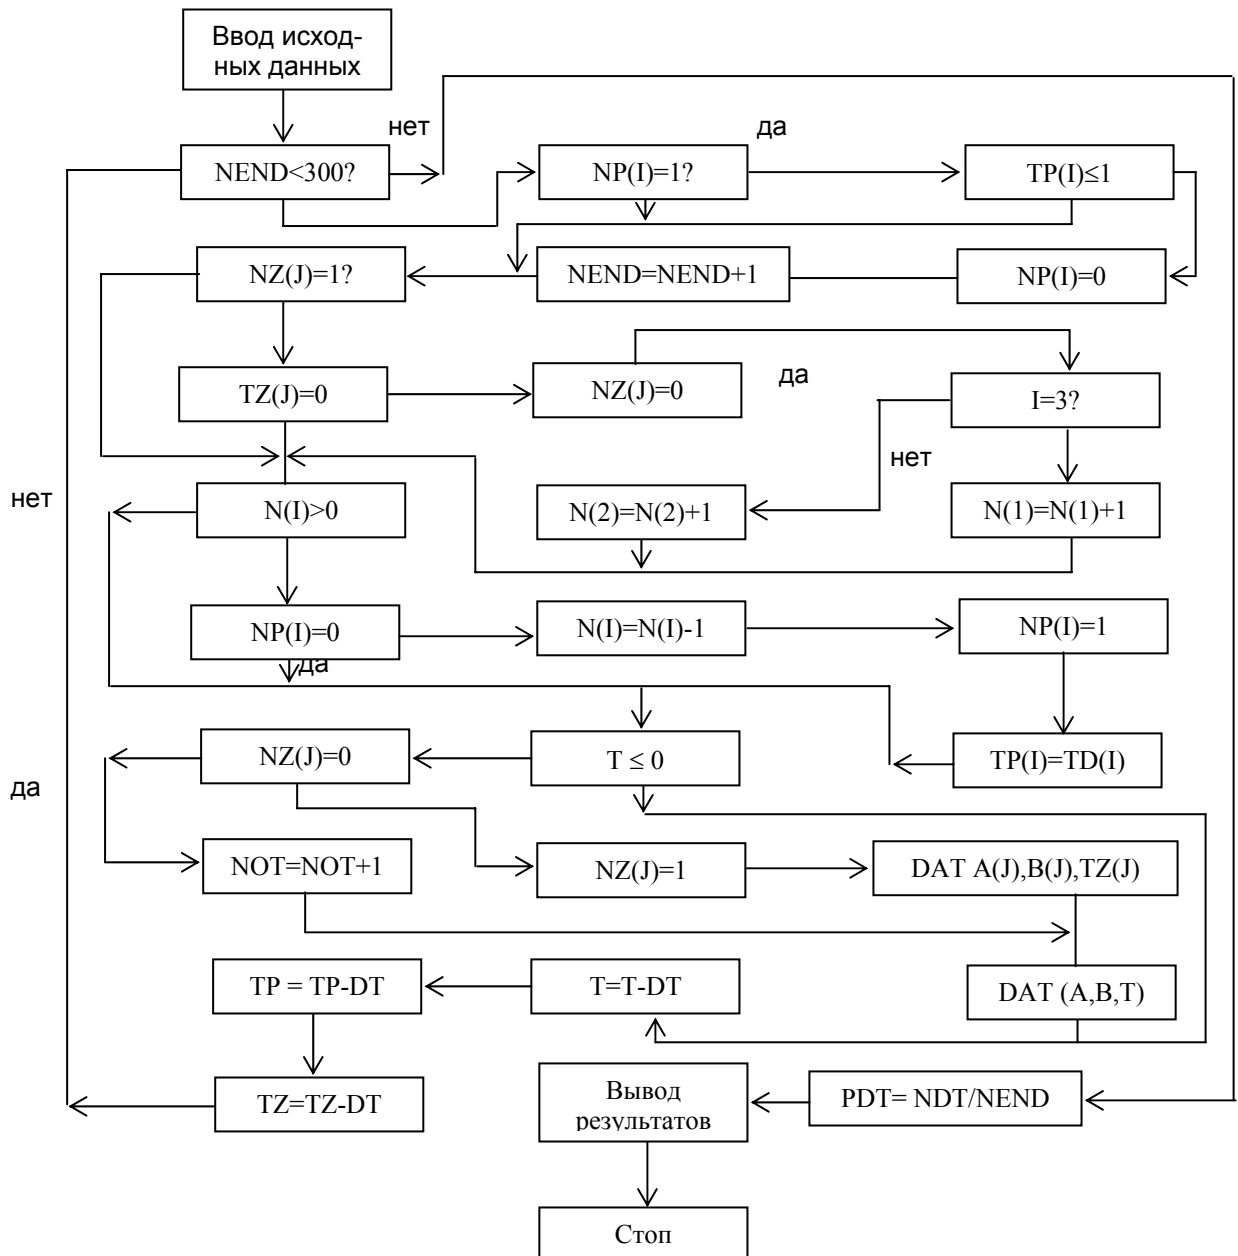 Ввод исход-
ных данных
нет
да
NEND<300?
NP(I)=1?
TP(I)≤1
NZ(J)=1?
NEND=NEND+1
NP(I)=0
TZ(J)=0
NZ(J)=0
да
I=3?
нет
нет
N(I)>0
N(2)=N(2)+1
N(1)=N(1)+1
NP(I)=0
N(I)=N(I)-1
NP(I)=1
да
NZ(J)=0
T ≤ 0
TP(I)=TD(I)
да
NOT=NOT+1
NZ(J)=1
DAT A(J),B(J),TZ(J)
TP = TP-DT
T=T-DT
DAT (A,B,T)
TZ=TZ-DT
Вывод
результатов
PDT= NDT/NEND
Стоп